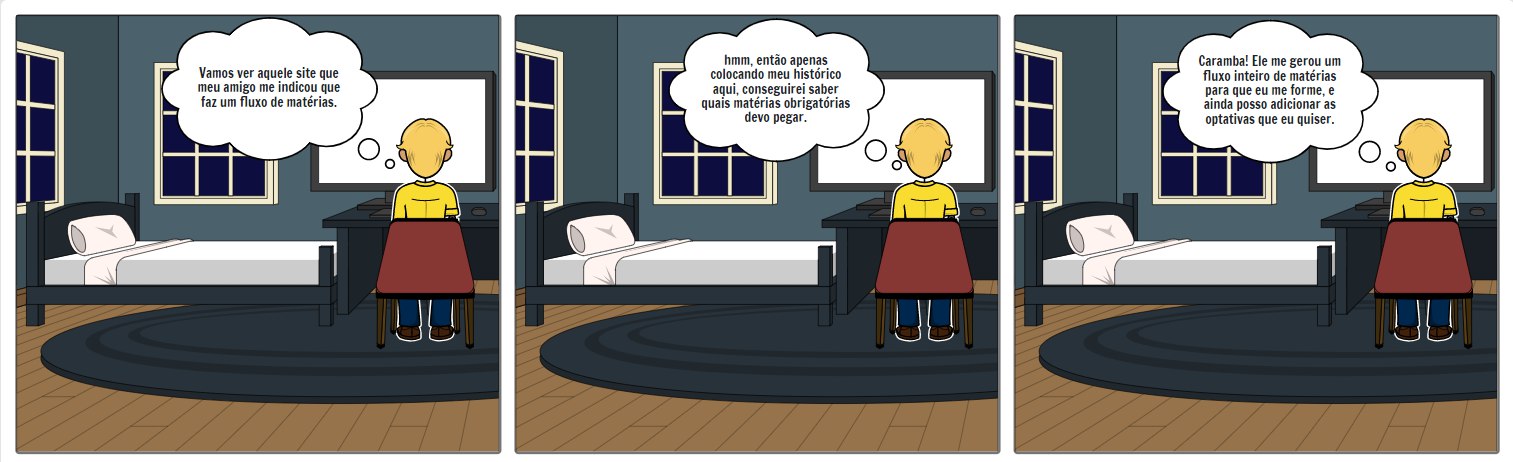 Vamos ver aquele site que
meu amigo me indicou que
faz um fluxo de matérias.
hmm, então apenas
colocando meu histórico
aqui, conseguirei saber
quais matérias obrigatórias
devo pegar.
Caramba! Ele me gerou um
fluxo inteiro de matérias
para que eu me forme, e
ainda posso adicionar as
optativas que eu quiser.